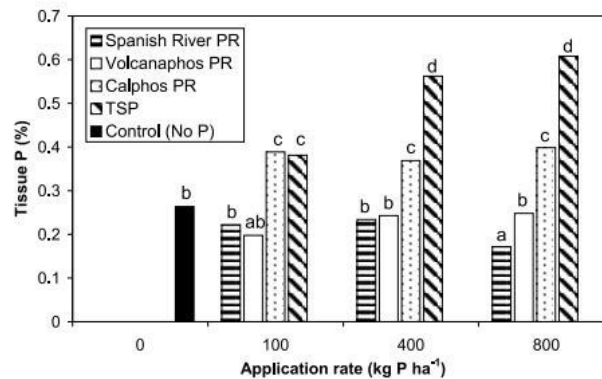 0.7
0.6
0.5
0.4
0.3
0.2
0.1
0
Tissue P (%)
Spanish River PR
Volcanaphos PR
Calphos PR
TSP
Control (No P)
b
b
ab
c
c
b
b
c
d
a
b
c
d
0
100
400
800
Application rate (kg P ha⁻¹)